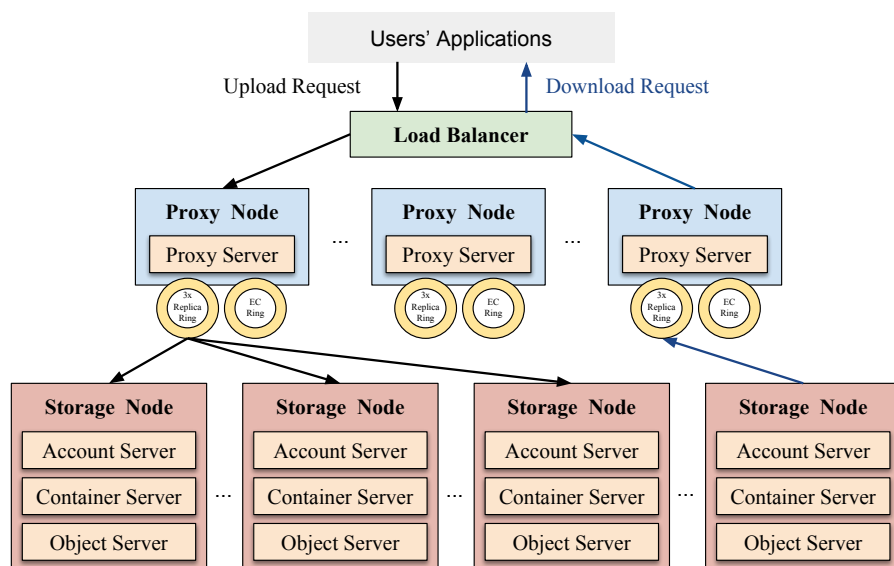 Users' Applications
Upload Request
Download Request
Load Balancer
Proxy Node
Proxy Node
Proxy Node
...
...
Proxy Server
Proxy Server
Proxy Server
3x
Replica
Ring
EC
Ring
3x
Replica
Ring
EC
Ring
3x
Replica
Ring
EC
Ring
Storage Node
Storage Node
Storage Node
Storage Node
Account Server
Account Server
Account Server
Account Server
Container Server
...
Container Server
...
Container Server
...
Container Server
Object Server
Object Server
Object Server
Object Server